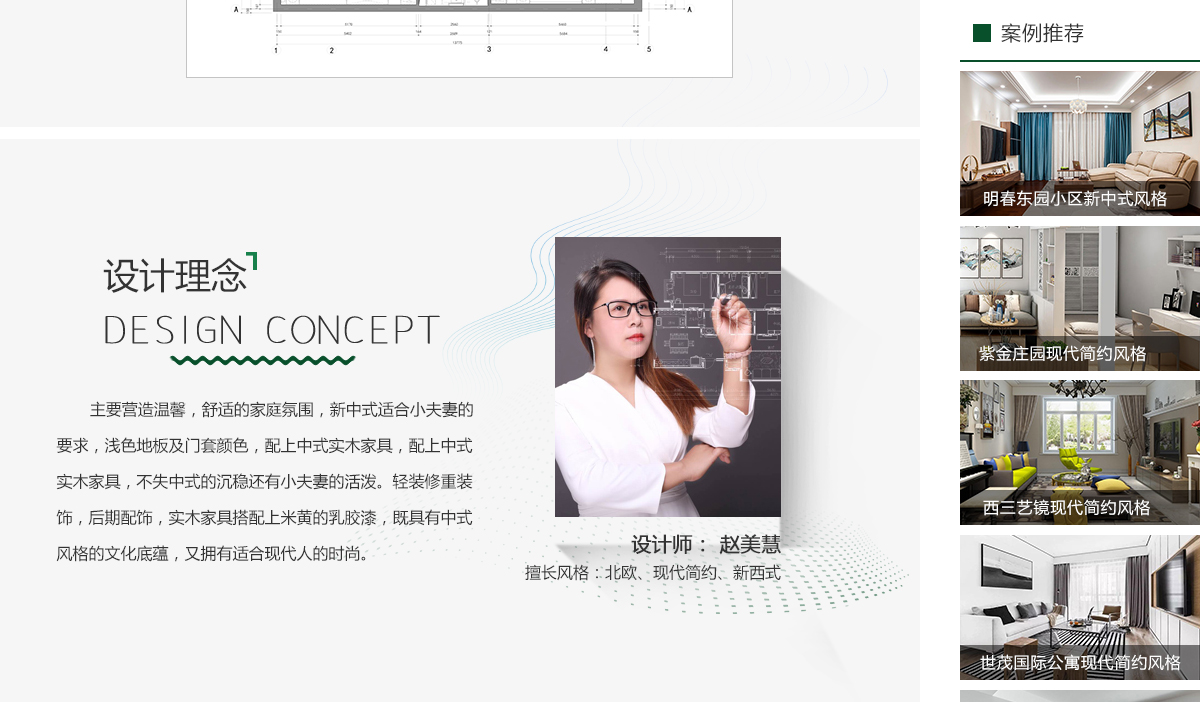 A
A
1
2
3
4
5
设计理念
DESIGN CONCEPT
主要营造温馨，舒适的家庭氛围，新中式适合小夫妻的
要求，浅色地板及门套颜色，配上中式实木家具，配上中式
实木家具，不失中式的沉稳还有小夫妻的活泼。轻装修重装
饰，后期配饰，实木家具搭配上米黄的乳胶漆，既具有中式
风格的文化底蕴，又拥有适合现代人的时尚。
设计师： 赵美慧
擅长风格：北欧、现代简约、新西式
案例推荐
明春东园小区新中式风格
紫金庄园现代简约风格
西三艺镜现代简约风格
世茂国际公寓现代简约风格